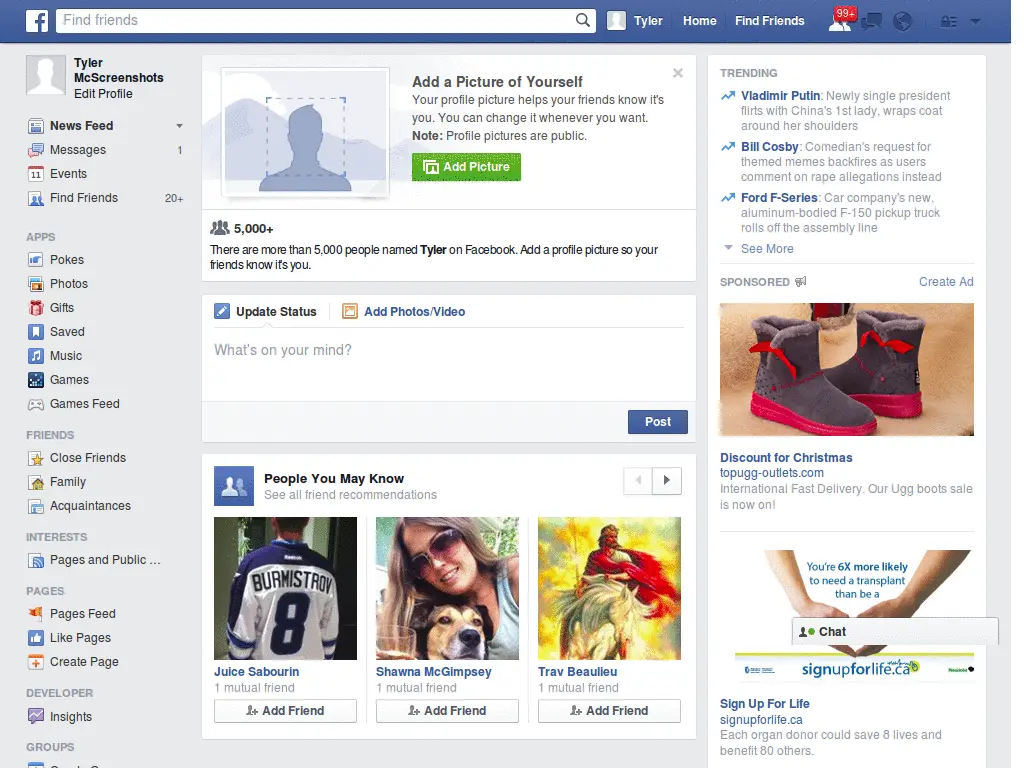 f
Find friends
Tyler
Home
Find Friends
99+
Tyler
McScreenshots
Edit Profile
News Feed
Messages 1
11 Events
Find Friends 20+
APPS
Pokes
Photos
Gifts
Saved
Music
Games
Games Feed
FRIENDS
Close Friends
Family
Acquaintances
INTERESTS
Pages and Public ...
PAGES
Pages Feed
Like Pages
Create Page
DEVELOPER
Insights
GROUPS
Add a Picture of Yourself
Your profile picture helps your friends know it's
you. You can change it whenever you want.
Note: Profile pictures are public.
Add Picture
5,000+
There are more than 5,000 people named Tyler on Facebook. Add a profile picture so your
friends know it's you.
Update Status
Add Photos/Video
What's on your mind?
Post
People You May Know
See all friend recommendations
Reebok
BURMISTROV
8
Juice Sabourin
1 mutual friend
Add Friend
Shawna McGimpsey
1 mutual friend
Add Friend
Trav Beaulieu
1 mutual friend
Add Friend
TRENDING
Vladimir Putin: Newly single president
flirts with China's 1st lady, wraps coat
around her shoulders
Bill Cosby: Comedian's request for
themed memes backfires as users
comment on rape allegations instead
Ford F-Series: Car company's new,
aluminum-bodied F-150 pickup truck
rolls off the assembly line
See More
SPONSORED
Create Ad
Discount for Christmas
topugg-outlets.com
International Fast Delivery. Our Ugg boots sale
is now on!
You're 6X more likely
to need a transplant
than be a
Chat
signupforlife.ca
Sign Up For Life
signupforlife.ca
Each organ donor could save 8 lives and
benefit 80 others.